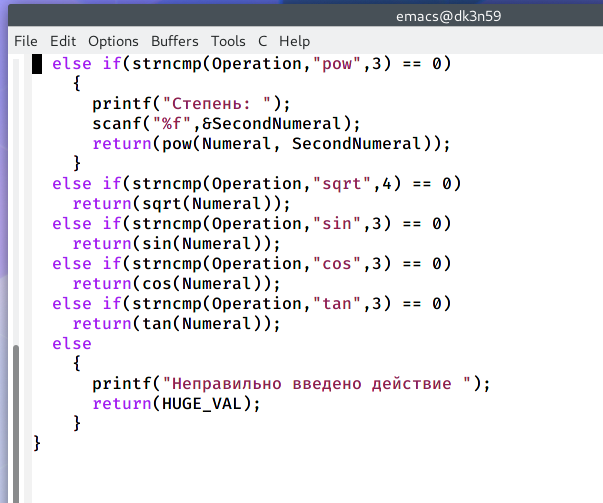 emacs@dk3n59
File Edit Options Buffers Tools C Help
  else if(strncmp(Operation,"pow",3) == 0)
    {
      printf("Степень: ");
      scanf("%f",&SecondNumeral);
      return(pow(Numeral, SecondNumeral));
    }
  else if(strncmp(Operation,"sqrt",4) == 0)
    return(sqrt(Numeral));
  else if(strncmp(Operation,"sin",3) == 0)
    return(sin(Numeral));
  else if(strncmp(Operation,"cos",3) == 0)
    return(cos(Numeral));
  else if(strncmp(Operation,"tan",3) == 0)
    return(tan(Numeral));
  else
    {
      printf("Неправильно введено действие ");
      return(HUGE_VAL);
    }
}